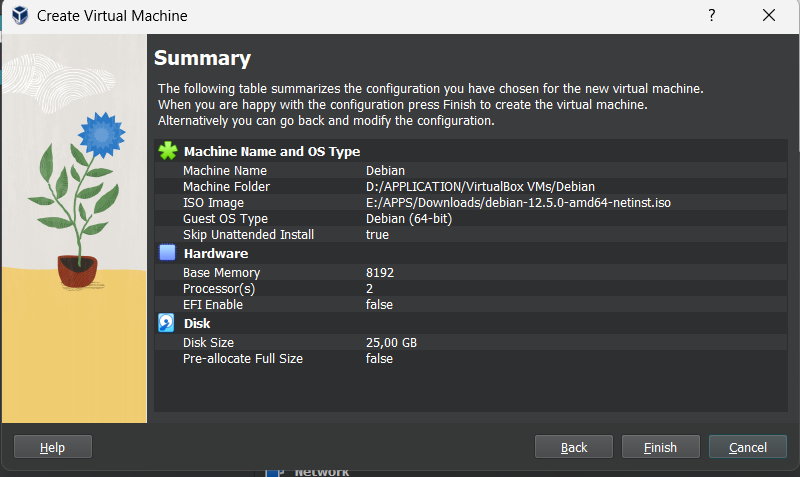 Create Virtual Machine
?
Summary
The following table summarizes the configuration you have chosen for the new virtual machine.
When you are happy with the configuration press Finish to create the virtual machine.
Alternatively you can go back and modify the configuration.
Machine Name and OS Type
Machine Name Debian
Machine Folder D:/APPLICATION/VirtualBox VMs/Debian
ISO Image E:/APPS/Downloads/debian-12.5.0-amd64-netinst.iso
Guest OS Type Debian (64-bit)
Skip Unattended Install true
Hardware
Base Memory 8192
Processor(s) 2
EFI Enable false
Disk
Disk Size 25,00 GB
Pre-allocate Full Size false
Help Back Finish Cancel
Network